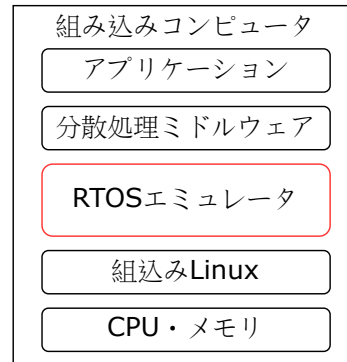 組み込みコンピュータ
アプリケーション
分散処理ミドルウェア
RTOSエミュレータ
組込みLinux
CPU・メモリ